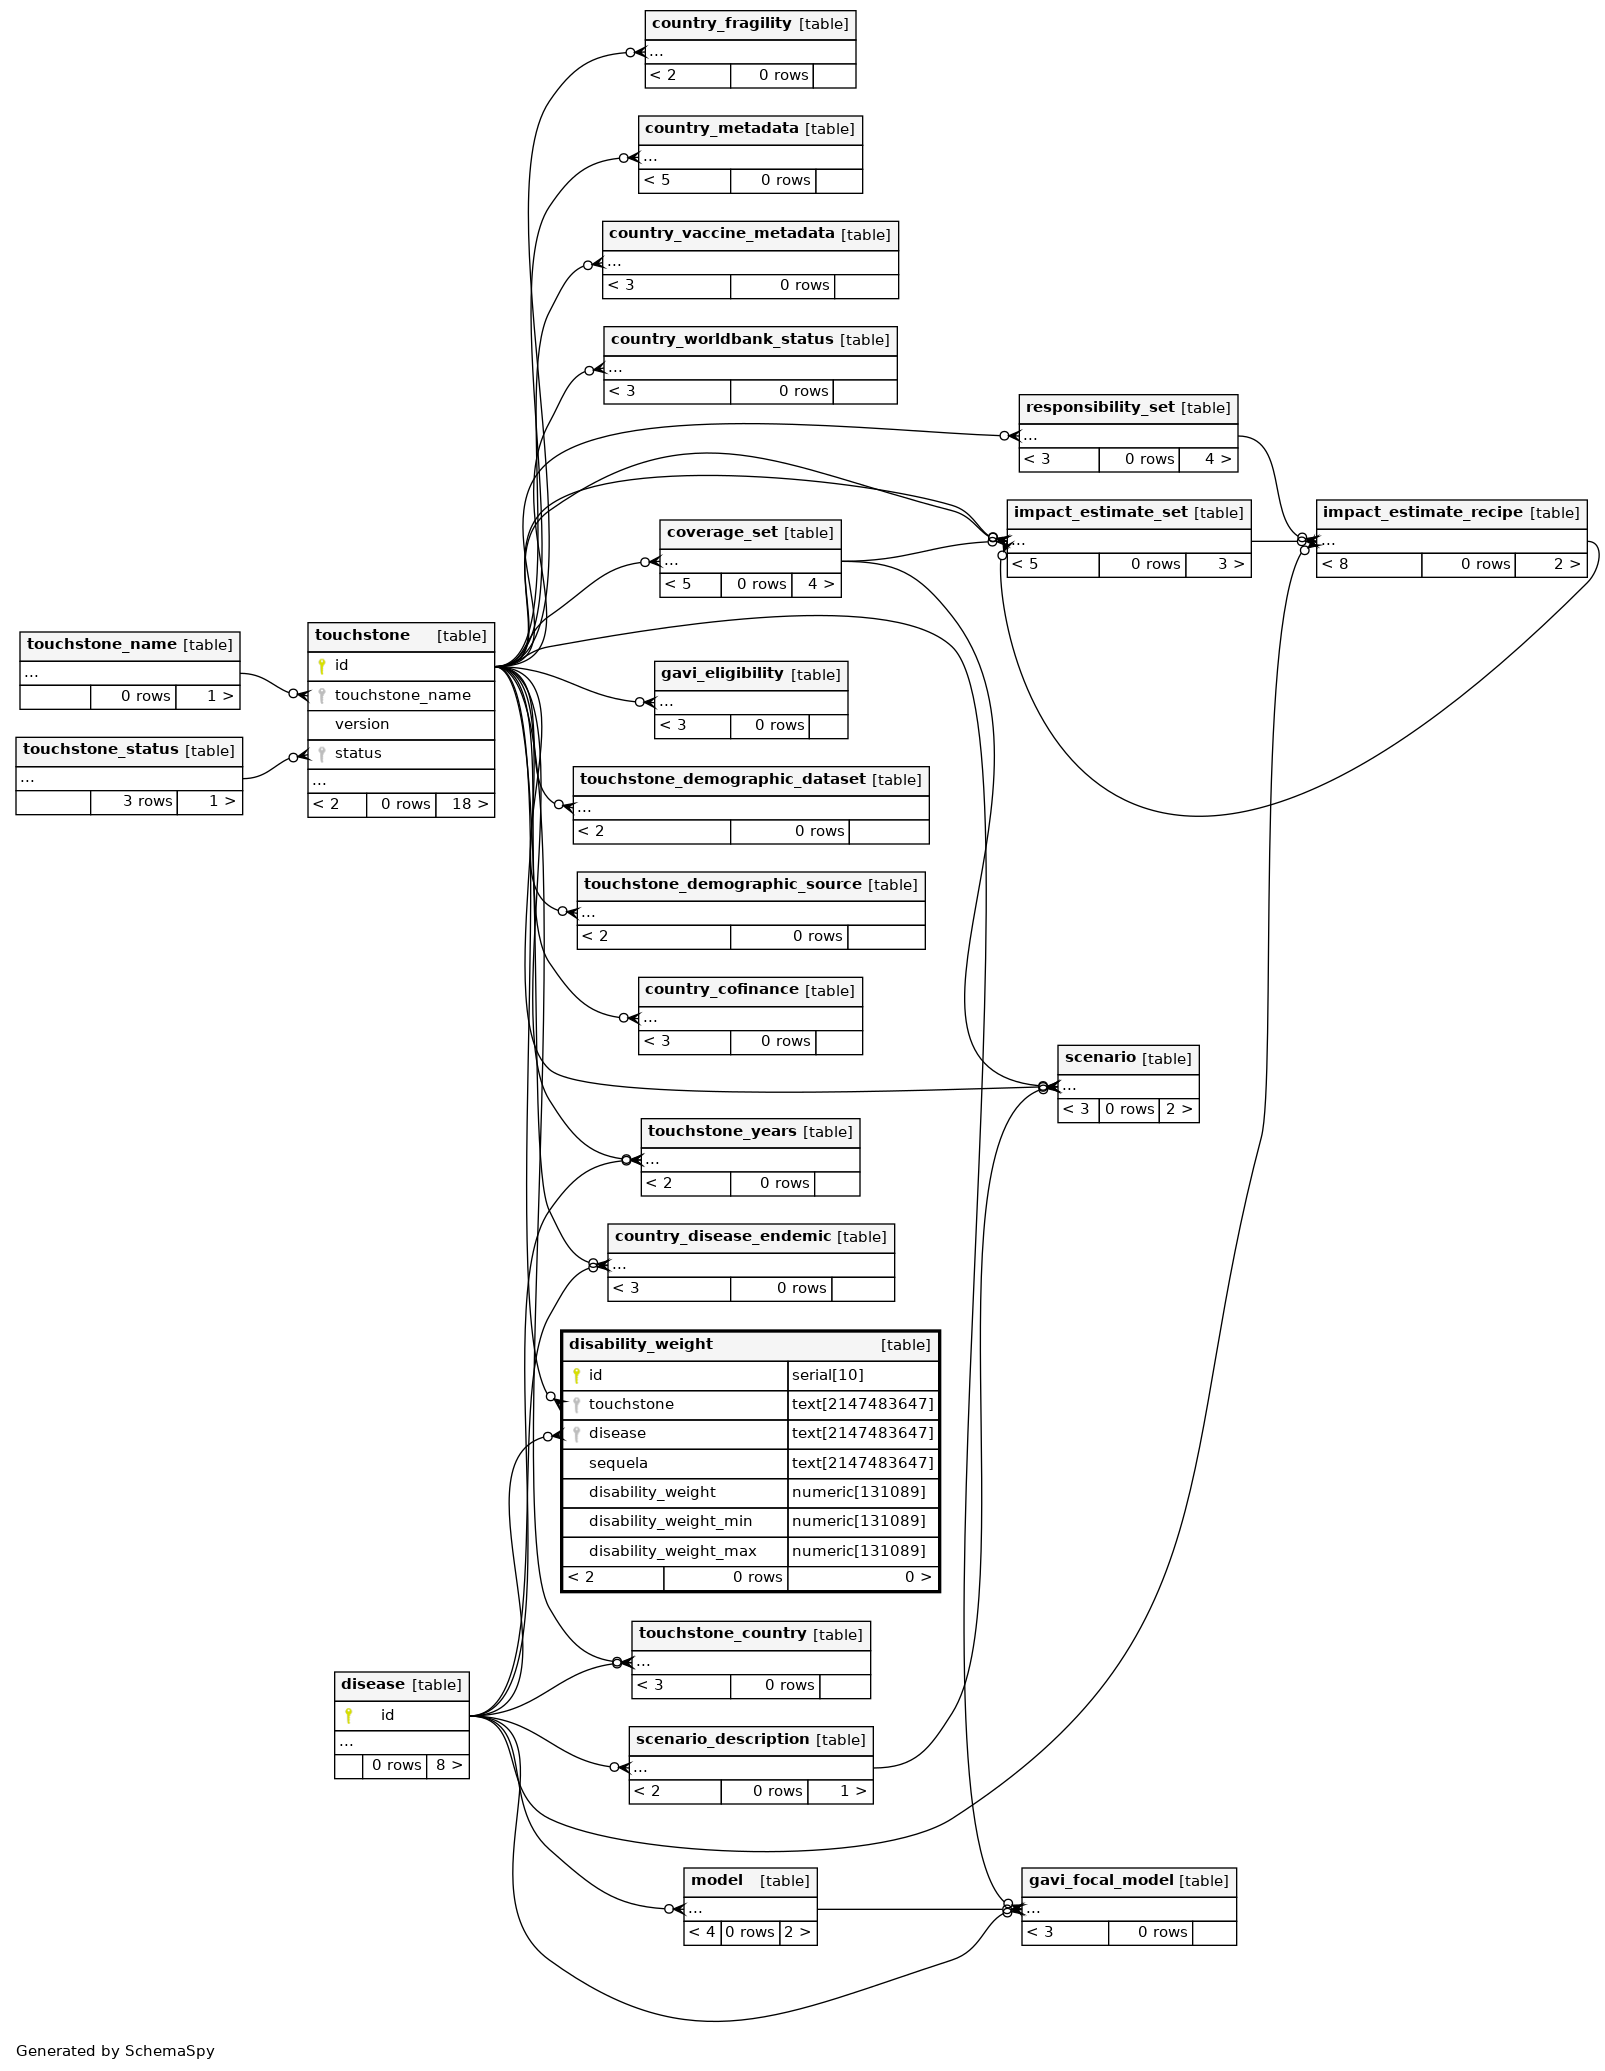 country_fragility [table]
...
< 2 0 rows
country_metadata [table]
...
< 5 0 rows
country_vaccine_metadata [table]
...
< 3 0 rows
country_worldbank_status [table]
...
< 3 0 rows
responsibility_set [table]
...
< 3 0 rows 4 >
impact_estimate_set [table]
...
< 5 0 rows 3 >
impact_estimate_recipe [table]
...
< 8 0 rows 2 >
coverage_set [table]
...
< 5 0 rows 4 >
touchstone_name [table]
...
0 rows 1 >
touchstone_status [table]
...
3 rows 1 >
touchstone [table]
id
touchstone_name
version
status
...
< 2 0 rows 18 >
gavi_eligibility [table]
...
< 3 0 rows
touchstone_demographic_dataset [table]
...
< 2 0 rows
touchstone_demographic_source [table]
...
< 2 0 rows
country_cofinance [table]
...
< 3 0 rows
scenario [table]
...
< 3 0 rows 2 >
touchstone_years [table]
...
< 2 0 rows
country_disease_endemic [table]
...
< 3 0 rows
disability_weight [table]
id serial[10]
touchstone text[2147483647]
disease text[2147483647]
sequela text[2147483647]
disability_weight numeric[131089]
disability_weight_min numeric[131089]
disability_weight_max numeric[131089]
< 2 0 rows 0 >
touchstone_country [table]
...
< 3 0 rows
disease [table]
id
...
0 rows 8 >
scenario_description [table]
...
< 2 0 rows 1 >
model [table]
...
< 4 0 rows 2 >
gavi_focal_model [table]
...
< 3 0 rows
Generated by SchemaSpy